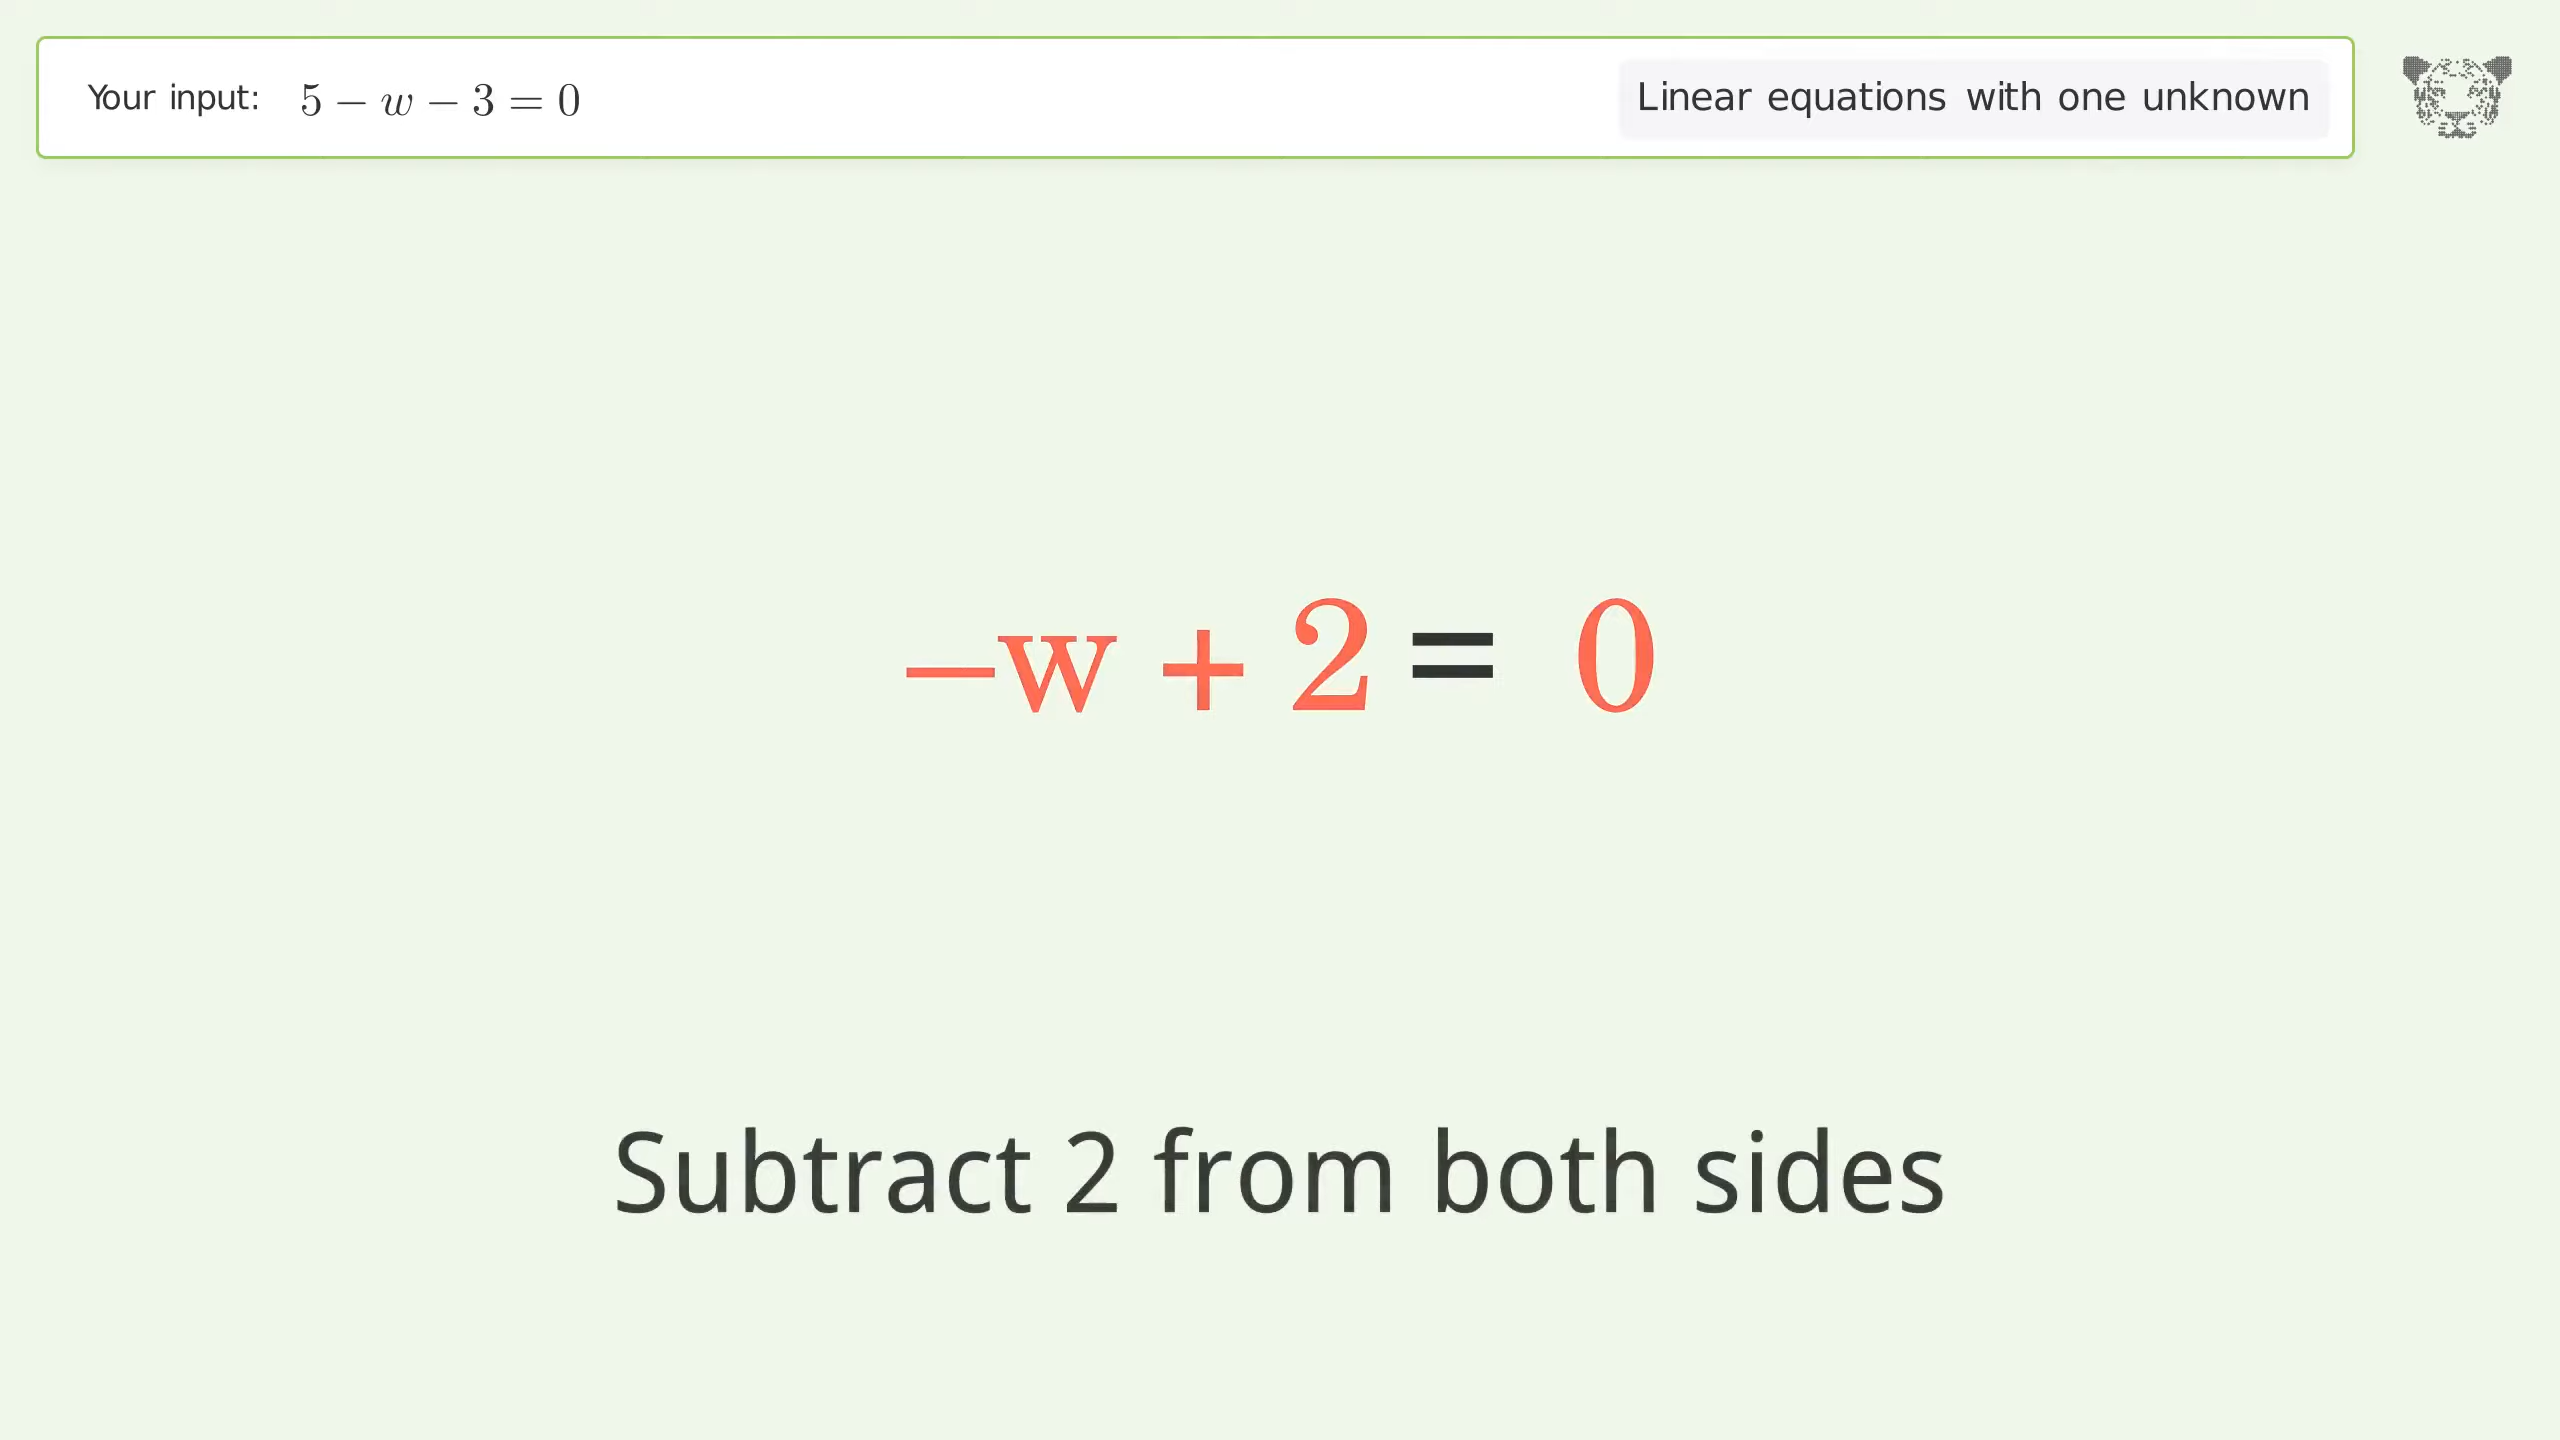 Your input: 5 − w − 3 = 0 Linear equations with one unknown
−w + 2 = 0
Subtract 2 from both sides